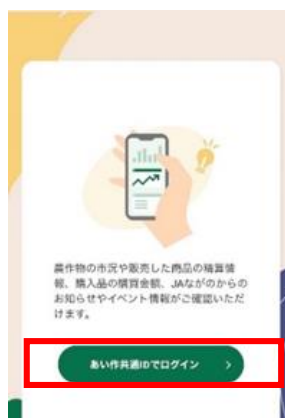 農作物の市況や販売した商品の精算情
報、購入品の購買金額、JAながのからの
お知らせやイベント情報がご確認いただ
けます。
あい作共通IDでログイン